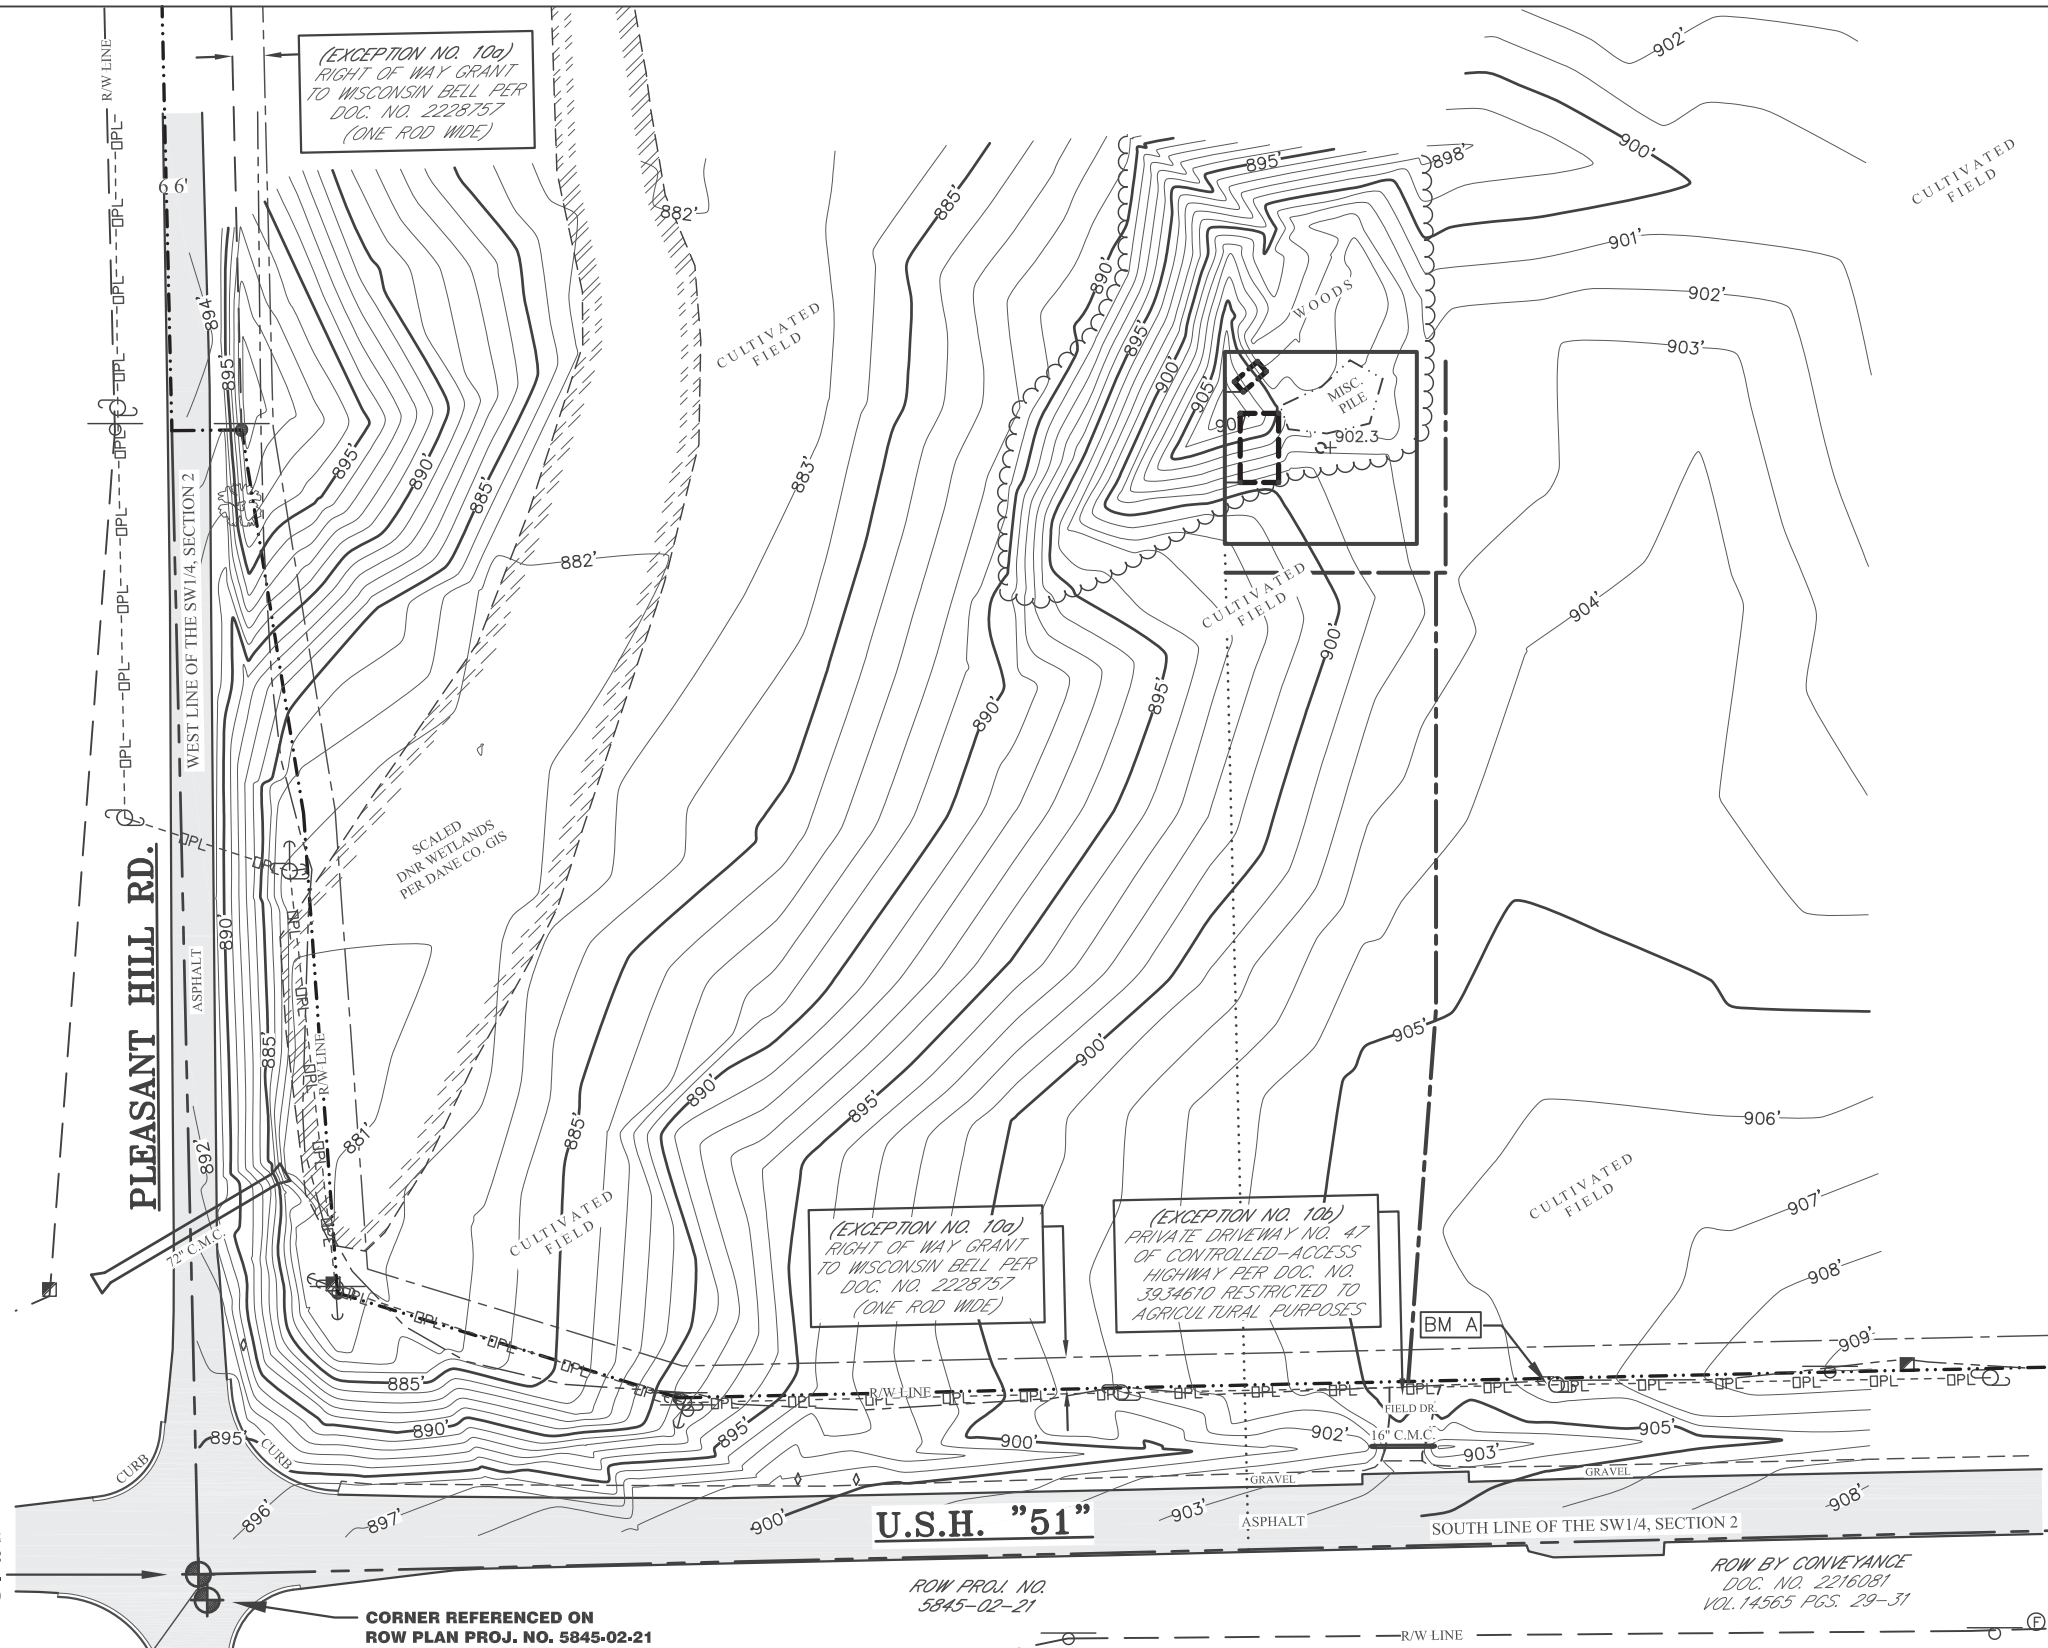 R/W LINE
(EXCEPTION NO. 10a)
RIGHT OF WAY GRANT
TO WISCONSIN BELL PER
DOC. NO. 2228757
(ONE ROD WIDE)
902'
900'
CULTIVATED
FIELD
895'
898'
66'
882'
885'
901'
902'
903'
894'
895'
890'
895'
900'
905'
WOODS
CULTIVATED
FIELD
MISC.
PILE
902.3
WEST LINE OF THE SW1/4, SECTION 2
895'
890'
885'
883'
882'
CULTIVATED
FIELD
904'
900'
895'
890'
SCALED
DNR WETLANDS
PER DANE CO. GIS
PLEASANT HILL RD.
ASPHALT
890'
885'
R/W LINE
881'
892'
72" C.M.C.
885'
890'
895'
900'
905'
906'
907'
908'
909'
CULTIVATED
FIELD
CULTIVATED
FIELD
(EXCEPTION NO. 10a)
RIGHT OF WAY GRANT
TO WISCONSIN BELL PER
DOC. NO. 2228757
(ONE ROD WIDE)
(EXCEPTION NO. 10b)
PRIVATE DRIVEWAY NO. 47
OF CONTROLLED-ACCESS
HIGHWAY PER DOC. NO.
3934610 RESTRICTED TO
AGRICULTURAL PURPOSES
BM A
OPL
R/W LINE
885'
890'
895'
900'
902'
FIELD DR.
16" C.M.C.
903'
905'
895'
CURB
CURB
896'
897'
900'
GRAVEL
GRAVEL
903'
908'
U.S.H. "51"
ASPHALT
SOUTH LINE OF THE SW1/4, SECTION 2
ROW PROJ. NO.
5845-02-21
ROW BY CONVEYANCE
DOC. NO. 2216081
VOL.14565 PGS. 29-31
CORNER REFERENCED ON
ROW PLAN PROJ. NO. 5845-02-21
R/W LINE
F